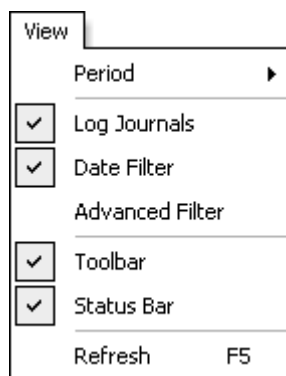 View
Period
Log Journals
Date Filter
Advanced Filter
Toolbar
Status Bar
Refresh F5